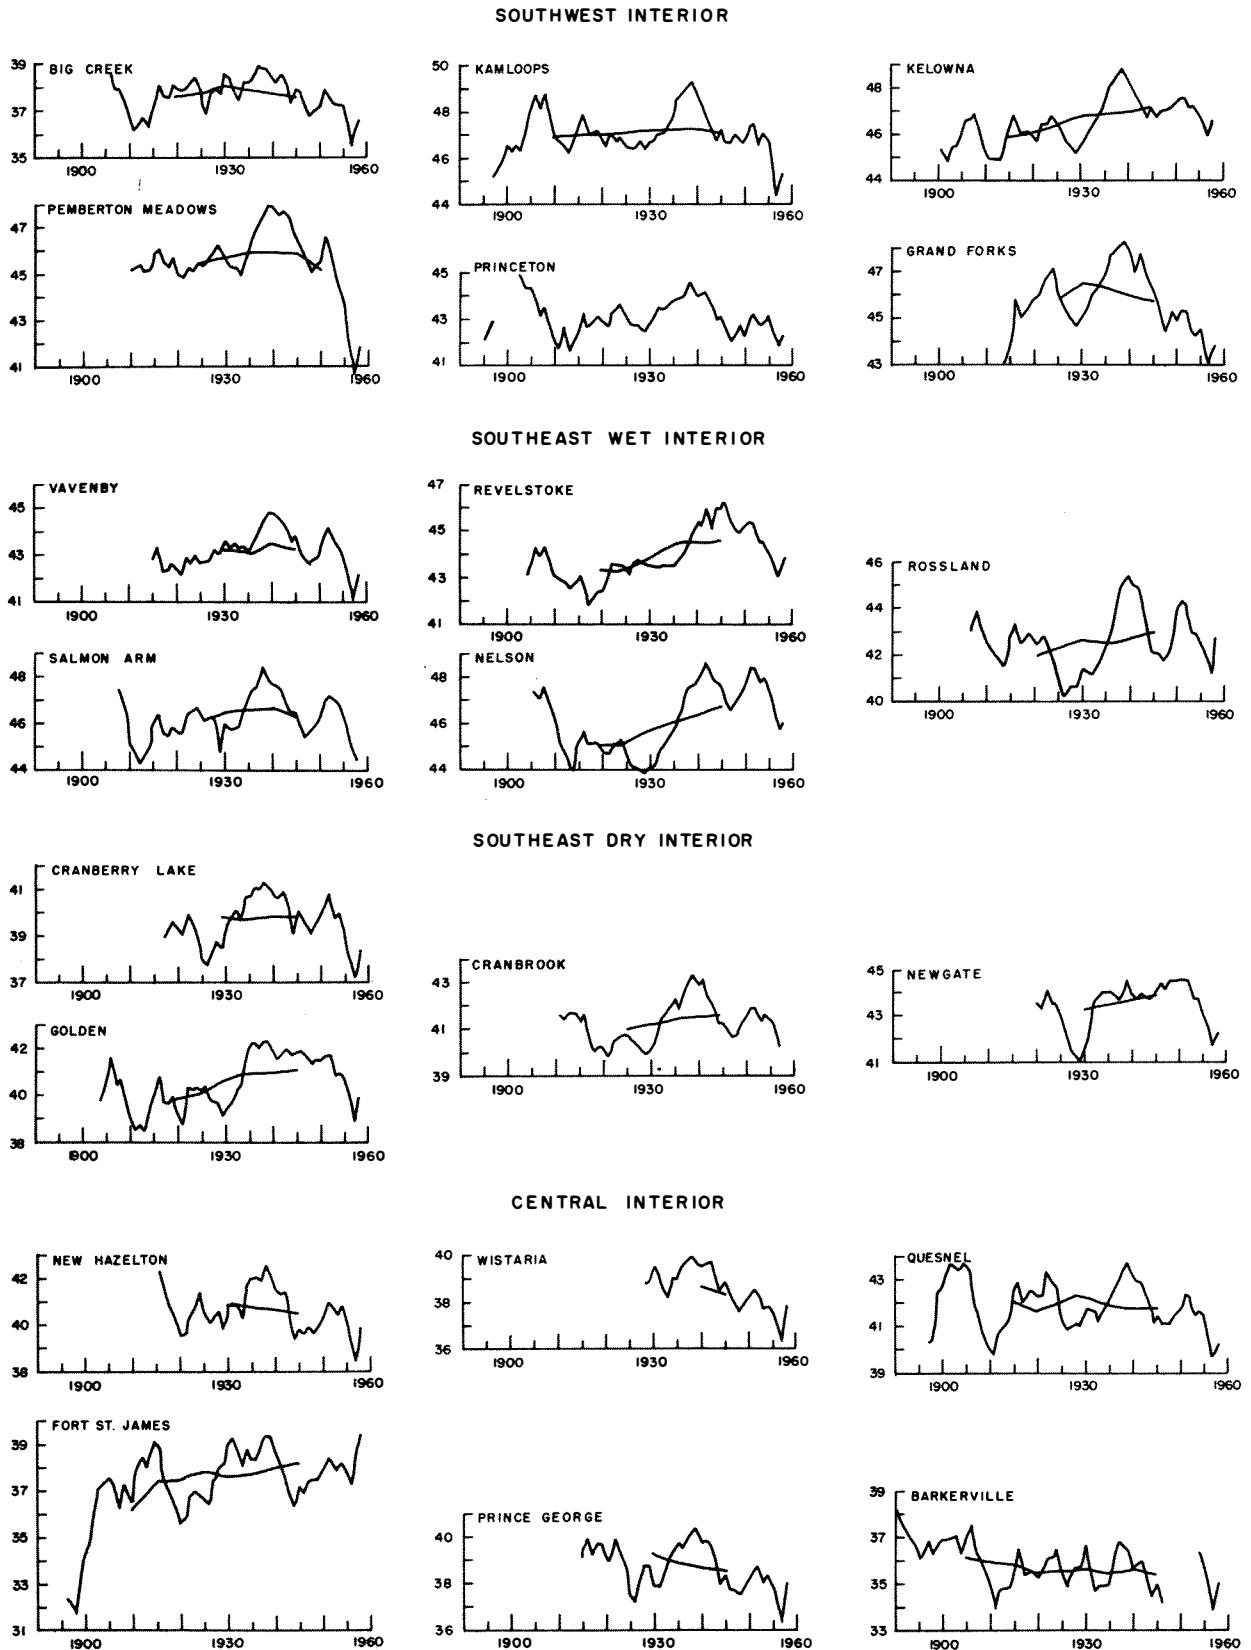 SOUTHWEST INTERIOR
BIG CREEK
39
37
35
1900 1930 1960
KAMLOOPS
50
48
46
44
1900 1930 1960
KELOWNA
48
46
44
1900 1930 1960
PEMBERTON MEADOWS
47
45
43
41
1900 1930 1960
PRINCETON
45
43
41
1900 1930 1960
GRAND FORKS
47
45
43
1900 1930 1960
SOUTHEAST WET INTERIOR
VAVENBY
45
43
41
1900 1930 1960
REVELSTOKE
47
45
43
41
1900 1930 1960
ROSSLAND
46
44
42
40
1900 1930 1960
SALMON ARM
48
46
44
1900 1930 1960
NELSON
48
46
44
1900 1930 1960
SOUTHEAST DRY INTERIOR
CRANBERRY LAKE
41
39
37
1900 1930 1960
CRANBROOK
43
41
39
1900 1930 1960
NEWGATE
45
43
41
1900 1930 1960
GOLDEN
42
40
38
1900 1930 1960
CENTRAL INTERIOR
NEW HAZELTON
42
40
38
1900 1930 1960
WISTARIA
40
38
36
1900 1930 1960
QUESNEL
43
41
39
1900 1930 1960
FORT ST. JAMES
39
37
35
33
31
1900 1930 1960
PRINCE GEORGE
40
38
36
1900 1930 1960
BARKERVILLE
39
37
35
33
1900 1930 1960